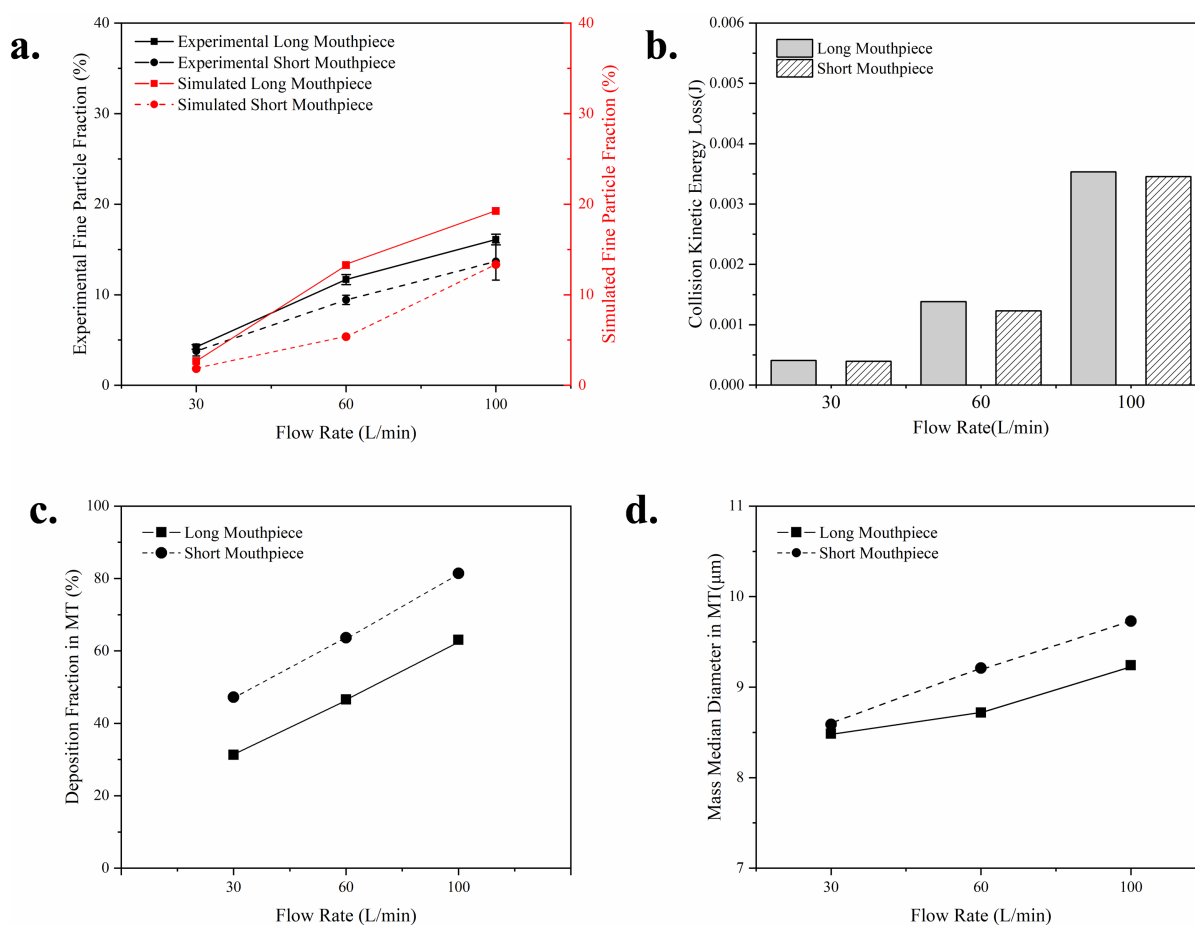 a.
Experimental Fine Particle Fraction (%)
40
30
20
10
0
Experimental Long Mouthpiece
Experimental Short Mouthpiece
Simulated Long Mouthpiece
Simulated Short Mouthpiece
40
30
20
10
0
Simulated Fine Particle Fraction (%)
30 60 100
Flow Rate (L/min)
b.
Collision Kinetic Energy Loss(J)
0.006
0.005
0.004
0.003
0.002
0.001
0.000
Long Mouthpiece
Short Mouthpiece
30 60 100
Flow Rate(L/min)
c.
Deposition Fraction in MT (%)
100
80
60
40
20
0
Long Mouthpiece
Short Mouthpiece
30 60 100
Flow Rate (L/min)
d.
Mass Median Diameter in MT(μm)
11
10
9
8
7
Long Mouthpiece
Short Mouthpiece
30 60 100
Flow Rate (L/min)